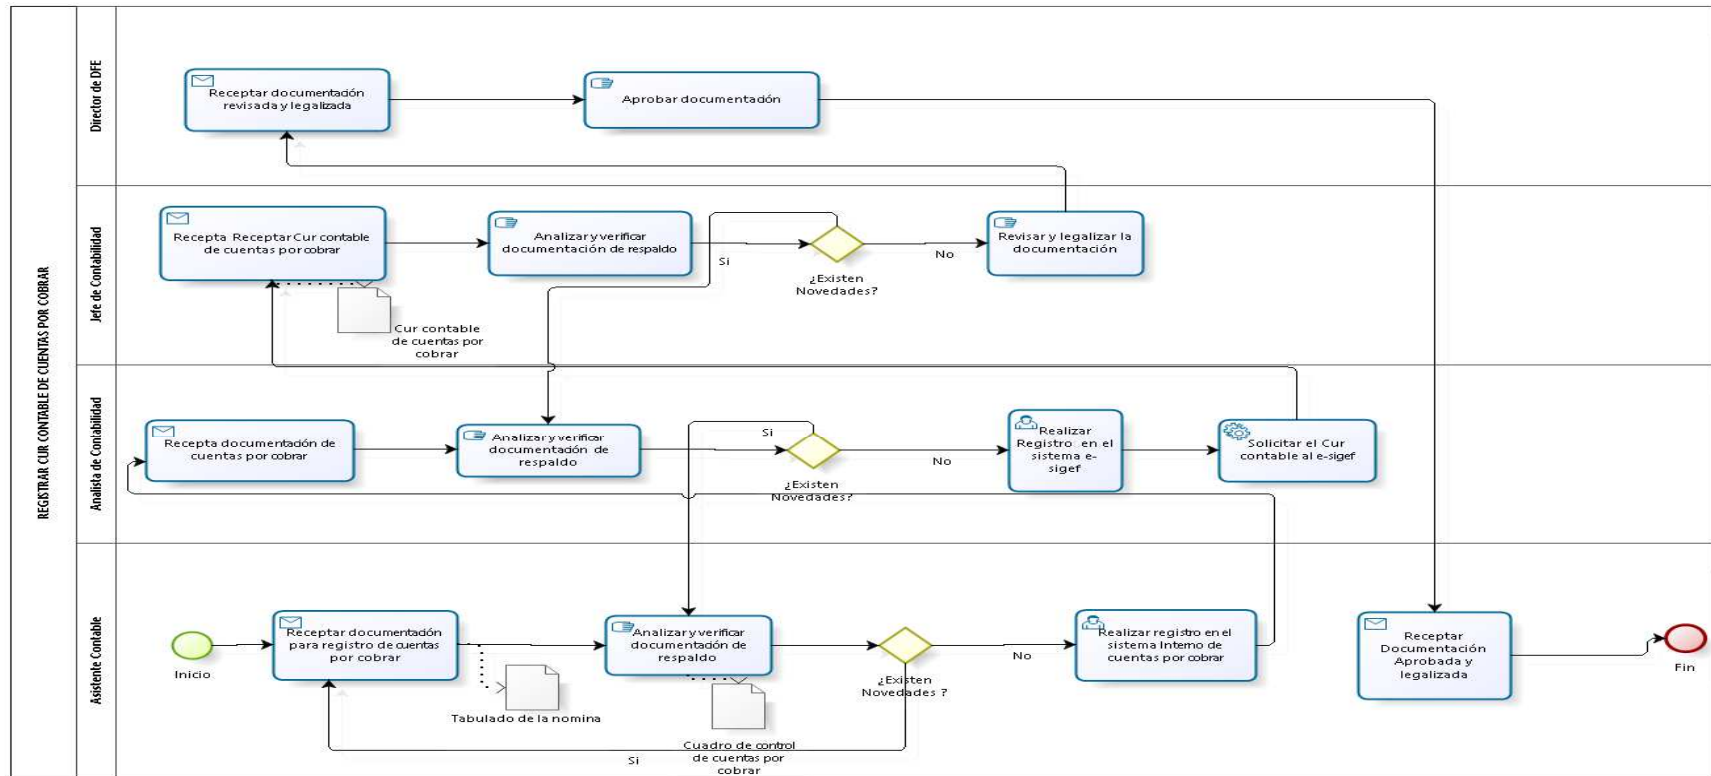 REGISTRAR CUR CONTABLE DE CUENTAS POR COBRAR
Director de DFE
Receptar documentación
revisada y legalizada
Aprobar documentación
Jefe de Contabilidad
Recepta Receptar Cur contable
de cuentas por cobrar
Analizar y verificar
documentación de respaldo
Si
¿Existen
Novedades?
No
Revisar y legalizar la
documentación
Cur contable
de cuentas por
cobrar
Analista de Contabilidad
Recepta documentación de
cuentas por cobrar
Analizar y verificar
documentación de
respaldo
Si
¿Existen
Novedades?
No
Realizar
Registro en el
sistema e-
sigef
Solicitar el Cur
contable al e-sigef
Asistente Contable
Inicio
Receptar documentación
para registro de cuentas
por cobrar
Tabulado de la nomina
Analizar y verificar
documentación de
respaldo
Cuadro de control
de cuentas por
cobrar
¿Existen
Novedades ?
Si
No
Realizar registro en el
sistema Interno de
cuentas por cobrar
Receptar
Documentación
Aprobada y
legalizada
Fin